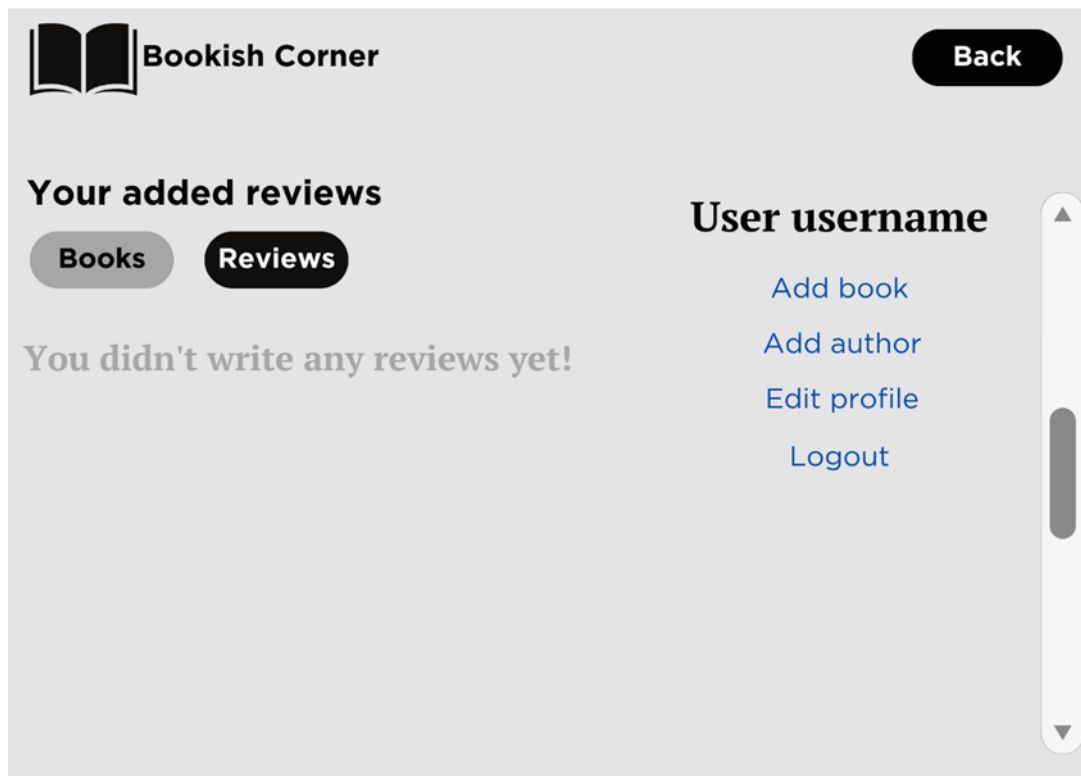 Bookish Corner
Back
Your added reviews
Books
Reviews
You didn't write any reviews yet!
User username
Add book
Add author
Edit profile
Logout